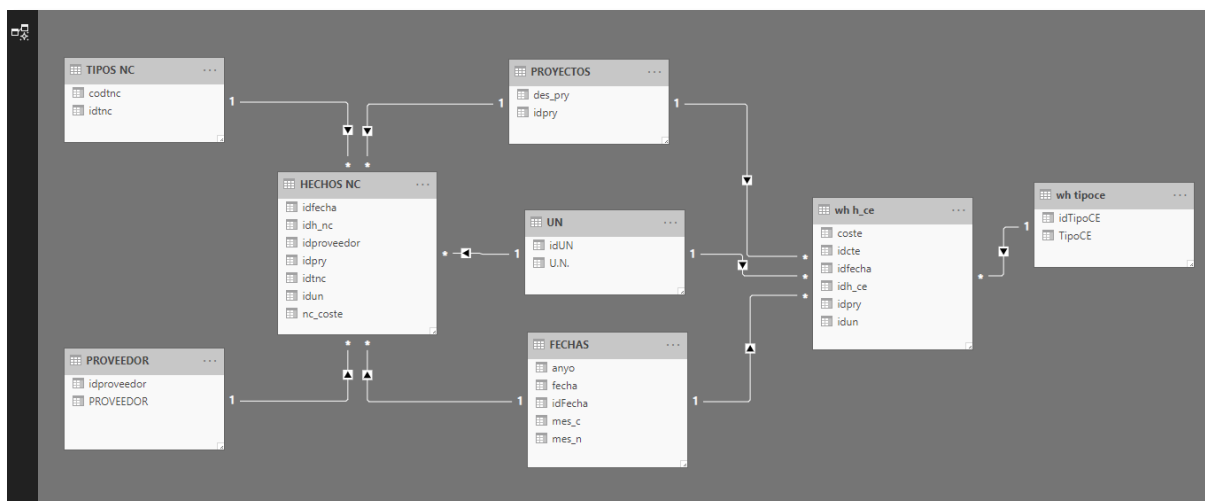 TIPOS NC
codtnc
idtnc
1
PROYECTOS
des_pry
idpry
1
1
* *
HECHOS NC
idfecha
idh_nc
idproveedor
idpry
idtnc
idun
nc_coste
*
* *
UN
idUN
U.N.
1
1
wh h_ce
coste
idcte
idfecha
idh_ce
idpry
idun
*
*
*
*
wh tipoce
idTipoCE
TipoCE
1
PROVEEDOR
idproveedor
PROVEEDOR
1
FECHAS
anyo
fecha
idFecha
mes_c
mes_n
1
1